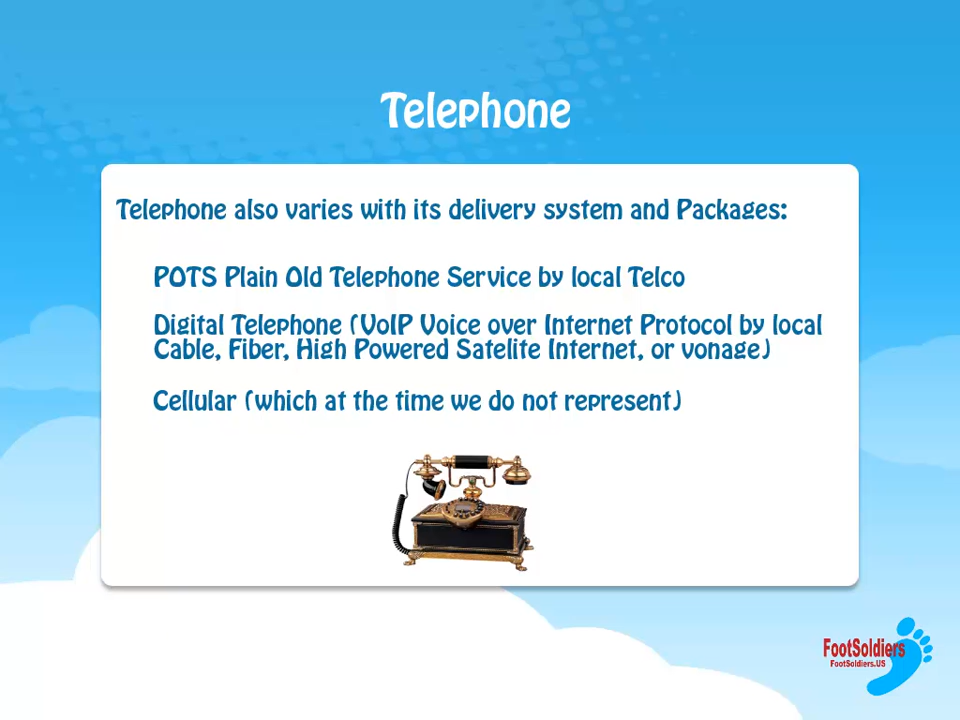 Telephone
Telephone also varies with its delivery system and Packages:
POTS Plain Old Telephone Service by local Telco
Digital Telephone (VoIP Voice over Internet Protocol by local
Cable, Fiber, High Powered Satelite Internet, or vonage)
Cellular (which at the time we do not represent)
FootSoldiers
FootSoldiers.US